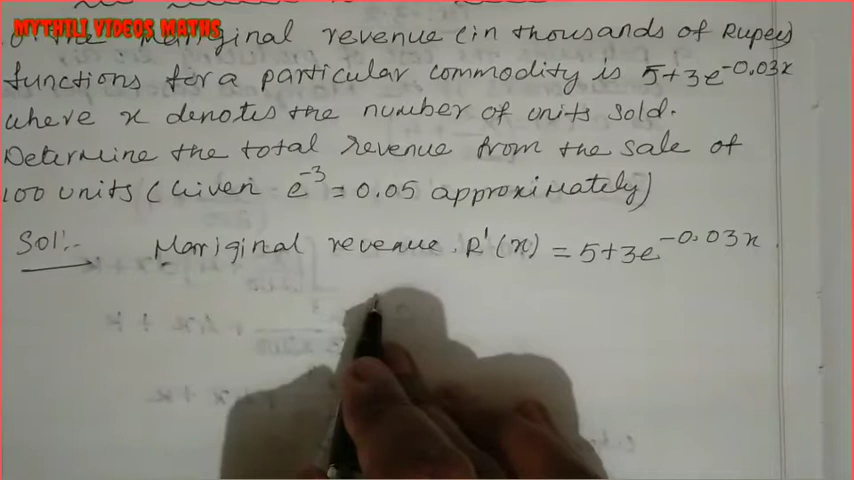 MYTHILI VIDEOS MATHS
The Marginal revenue (in thousands of Rupees)
functions for a particular commodity is 5+3e^-0.03x
where x denotes the number of units sold.
Determine the total revenue from the sale of
100 units (Given e^-3 = 0.05 approximately)
Sol:- Marginal revenue R'(x) = 5+3e^-0.03x